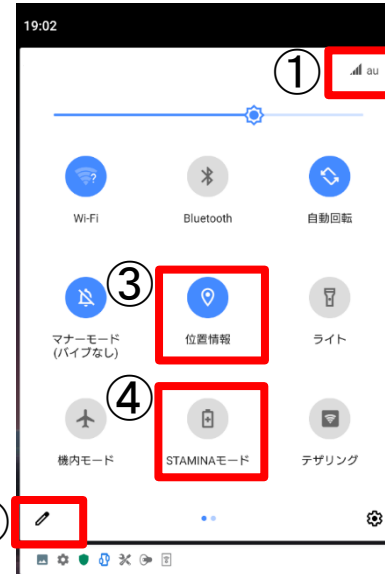 19:02
① au
Wi-Fi Bluetooth 自動回転
③
マナーモード 位置情報 ライト
(バイブなし)
④
機内モード STAMINAモード テザリング